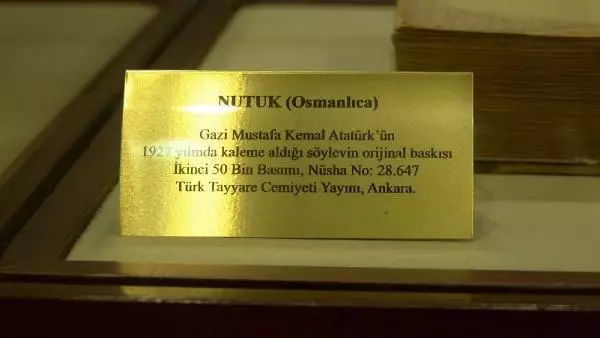 NUTUK (Osmanlıca)
Gazi Mustafa Kemal Atatürk'ün
1927 yılında kaleme aldığı söylevin orijinal baskısı
İkinci 50 Bin Basımı, Nüsha No: 28.647
Türk Tayyare Cemiyeti Yayını, Ankara.